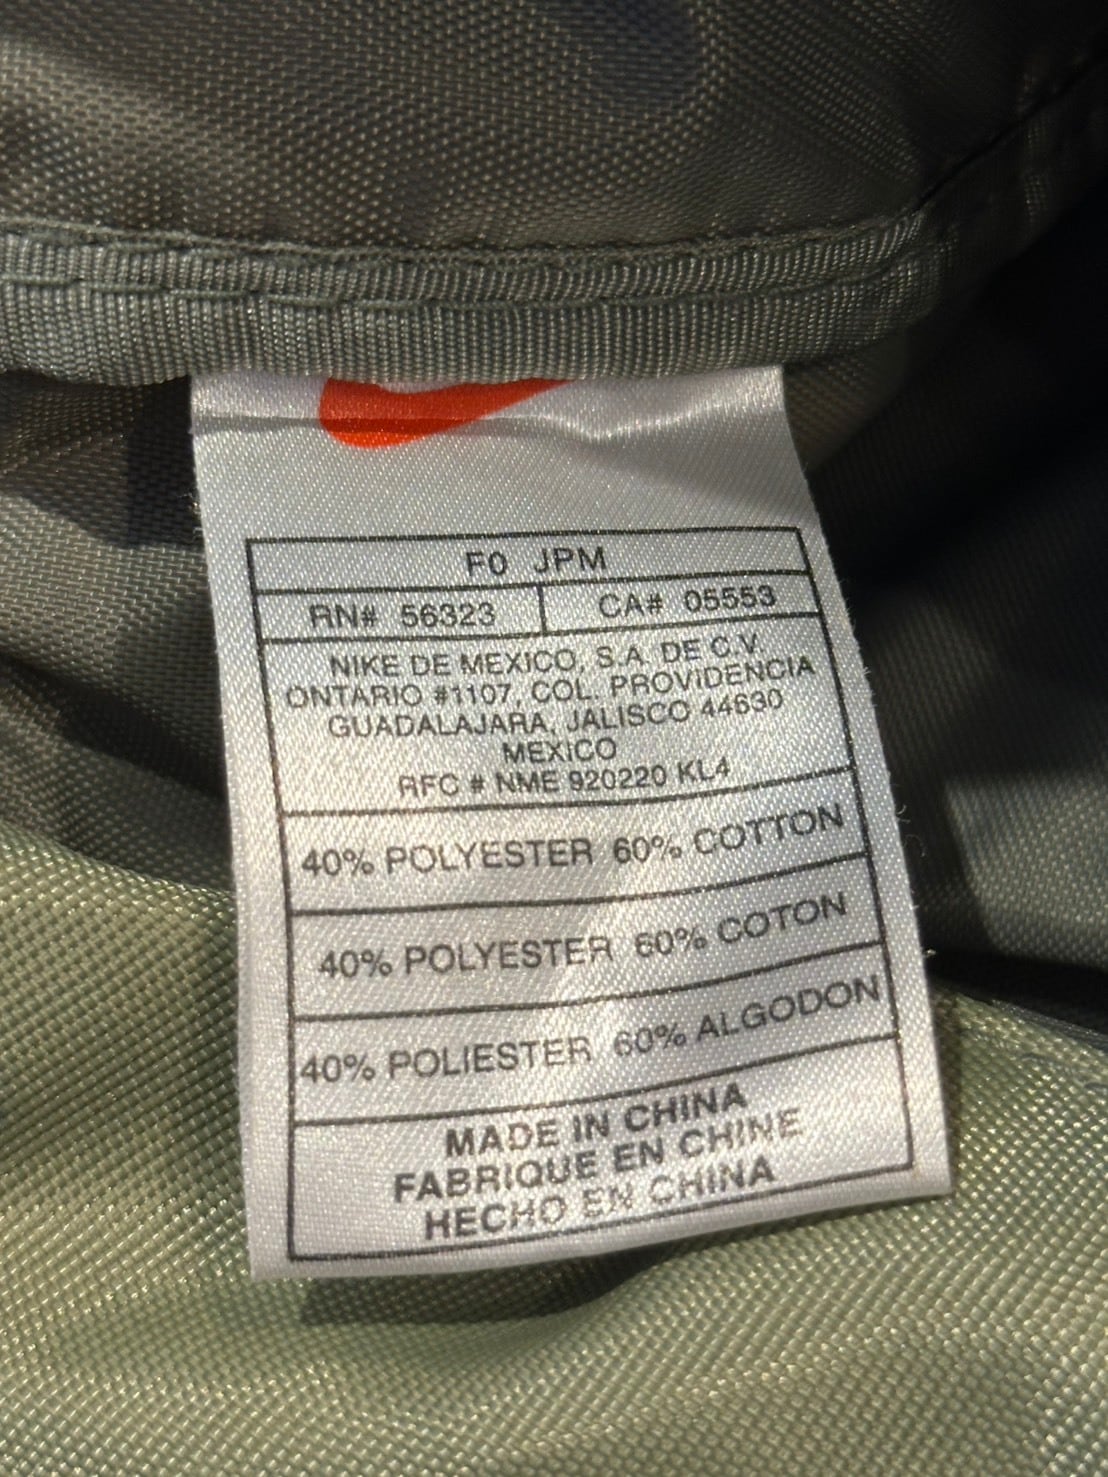 F0 JPM
RN# 56323 CA# 05553
NIKE DE MEXICO, S.A. DE C.V.
ONTARIO #1107, COL. PROVIDENCIA
GUADALAJARA, JALISCO 44630
MEXICO
RFC # NME 920220 KL4
40% POLYESTER 60% COTTON
40% POLYESTER 60% COTON
40% POLIESTER 60% ALGODON
MADE IN CHINA
FABRIQUE EN CHINE
HECHO EN CHINA